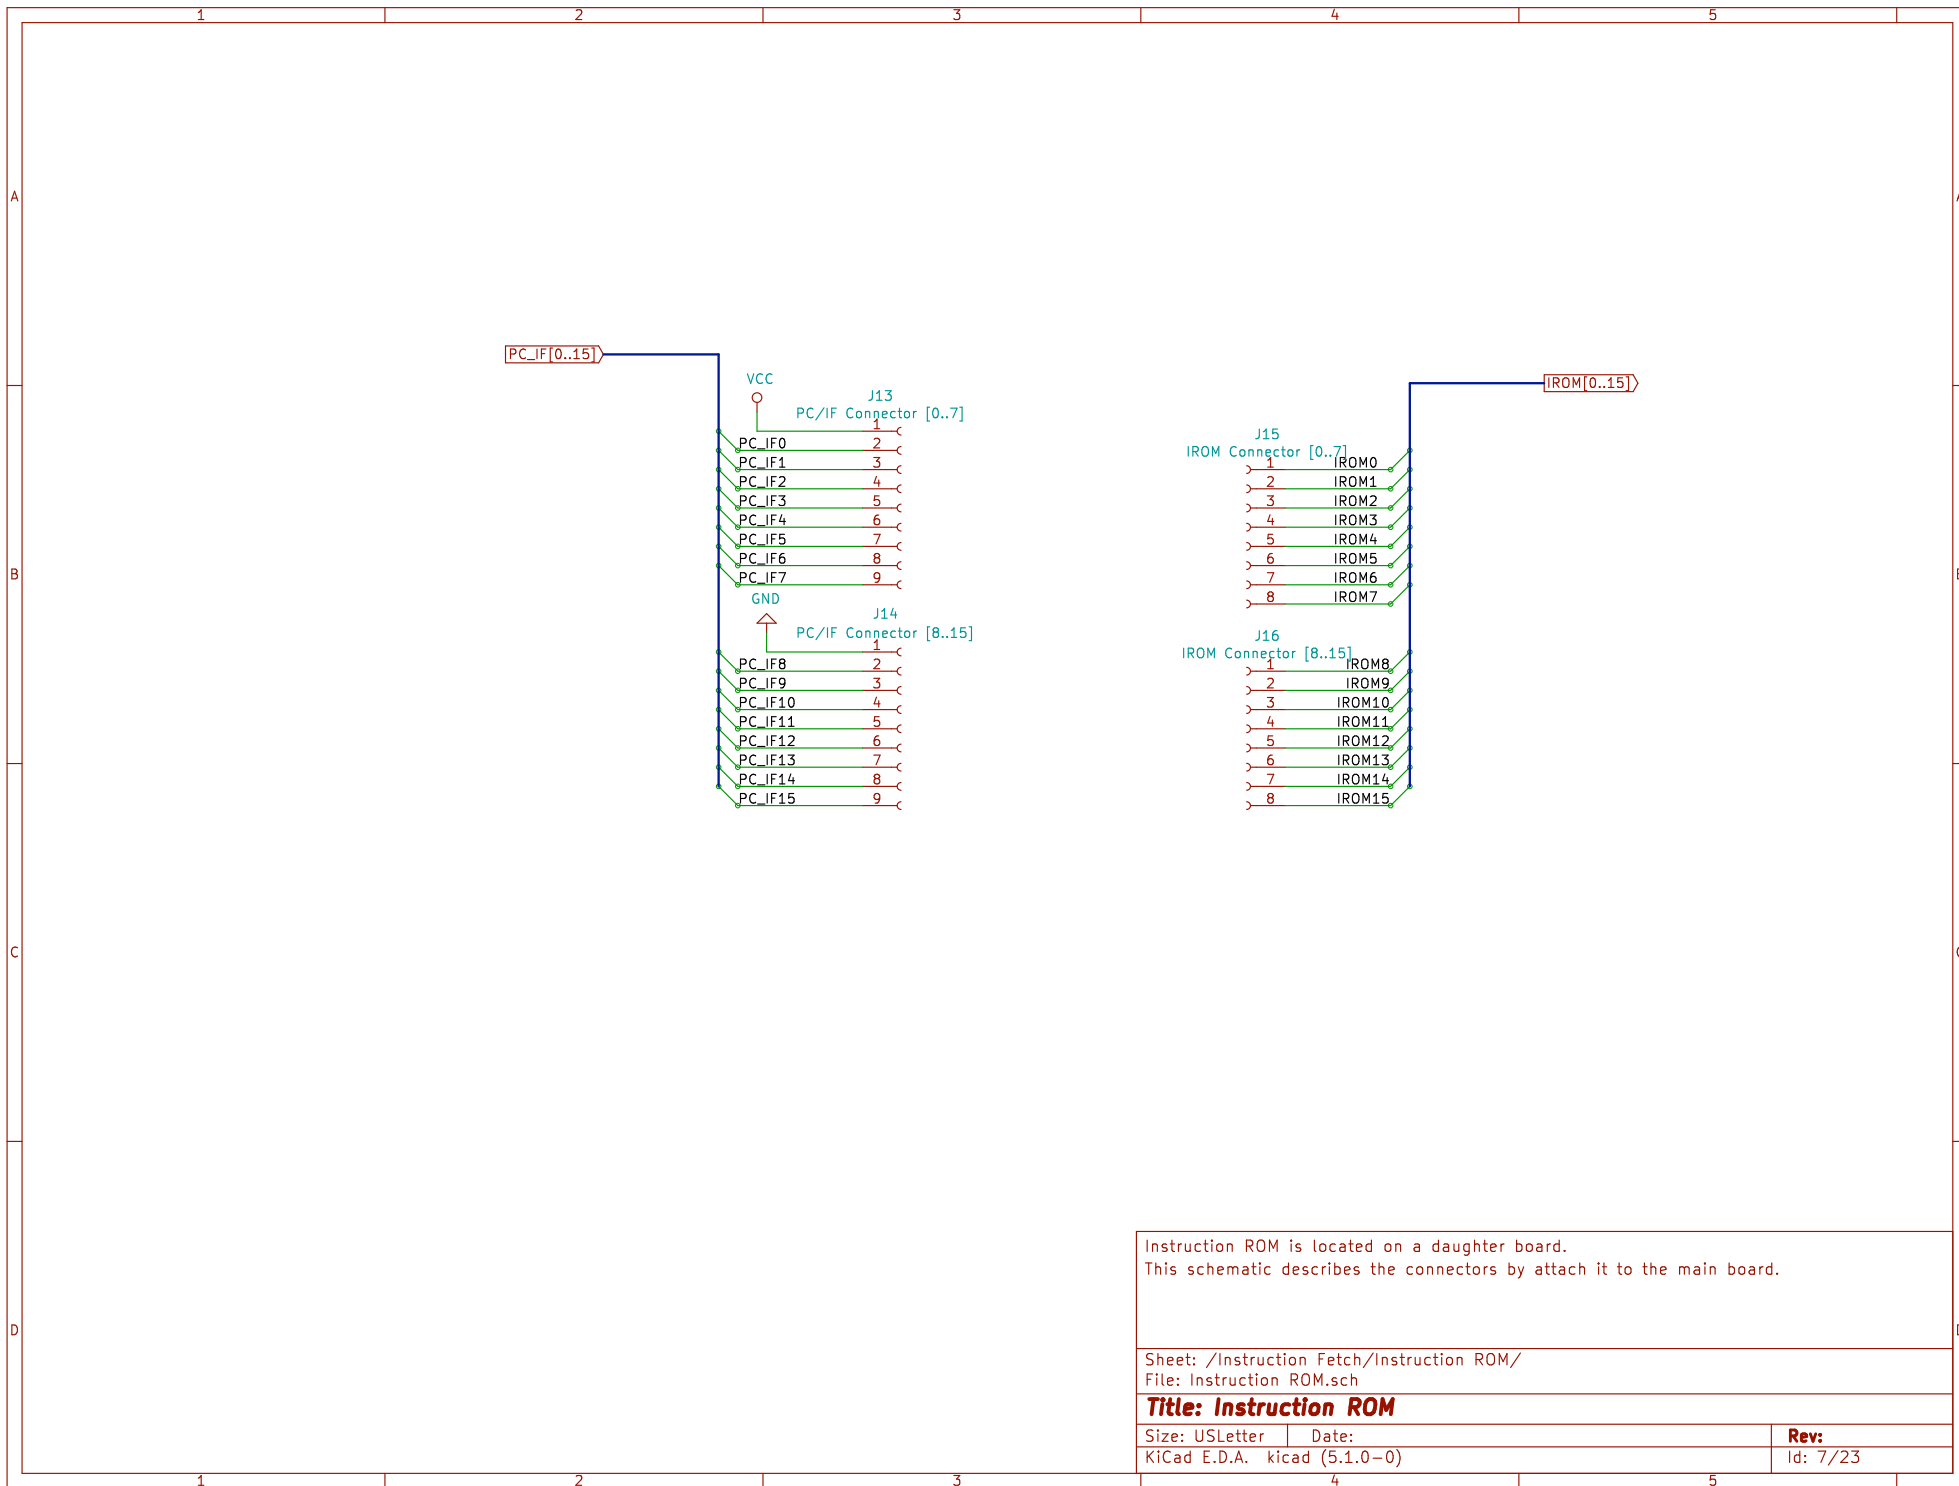 1 2 3 4 5
A
PC_IF[0..15]
VCC
J13
PC/IF Connector [0..7]
1
PC_IF0 2
PC_IF1 3
PC_IF2 4
PC_IF3 5
PC_IF4 6
PC_IF5 7
PC_IF6 8
PC_IF7 9
GND
J14
PC/IF Connector [8..15]
1
PC_IF8 2
PC_IF9 3
PC_IF10 4
PC_IF11 5
PC_IF12 6
PC_IF13 7
PC_IF14 8
PC_IF15 9
IROM[0..15]
J15
IROM Connector [0..7]
1 IROM0
2 IROM1
3 IROM2
4 IROM3
5 IROM4
6 IROM5
7 IROM6
8 IROM7
J16
IROM Connector [8..15]
1 IROM8
2 IROM9
3 IROM10
4 IROM11
5 IROM12
6 IROM13
7 IROM14
8 IROM15
B
C
D
Instruction ROM is located on a daughter board.
This schematic describes the connectors by attach it to the main board.
Sheet: /Instruction Fetch/Instruction ROM/
File: Instruction ROM.sch
Title: Instruction ROM
Size: USLetter Date: Rev:
KiCad E.D.A. kicad (5.1.0-0) Id: 7/23
1 2 3 4 5